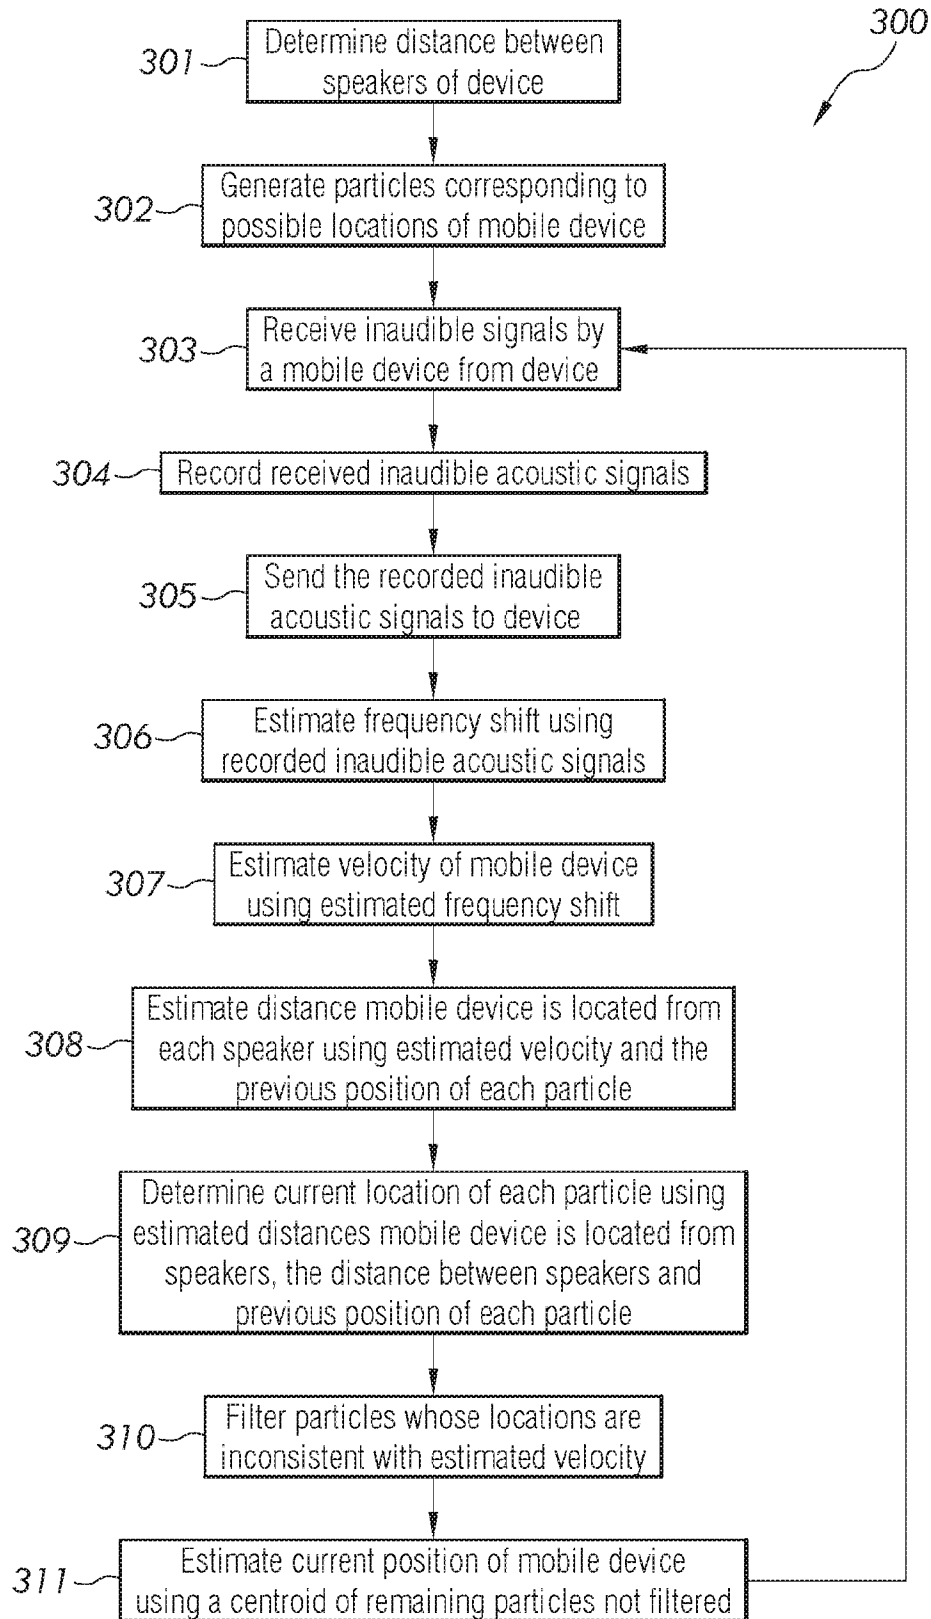 300
301
Determine distance between
speakers of device
302
Generate particles corresponding to
possible locations of mobile device
303
Receive inaudible signals by
a mobile device from device
304
Record received inaudible acoustic signals
305
Send the recorded inaudible
acoustic signals to device
306
Estimate frequency shift using
recorded inaudible acoustic signals
307
Estimate velocity of mobile device
using estimated frequency shift
308
Estimate distance mobile device is located from
each speaker using estimated velocity and the
previous position of each particle
309
Determine current location of each particle using
estimated distances mobile device is located from
speakers, the distance between speakers and
previous position of each particle
310
Filter particles whose locations are
inconsistent with estimated velocity
311
Estimate current position of mobile device
using a centroid of remaining particles not filtered